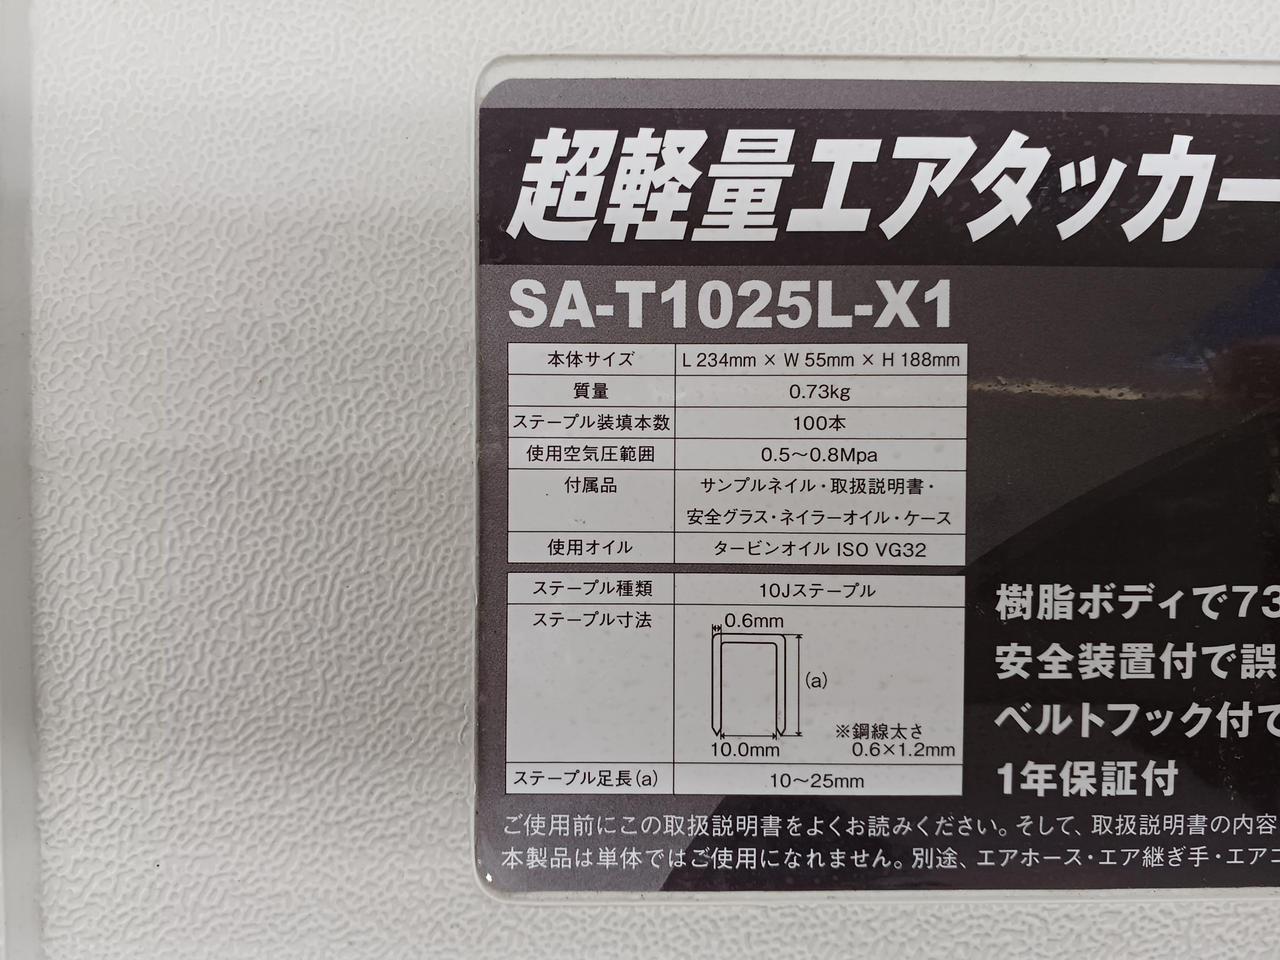 超軽量エアタッカー
SA-T1025L-X1
本体サイズ L 234mm × W 55mm × H 188mm
質量 0.73kg
ステープル装填本数 100本
使用空気圧範囲 0.5～0.8Mpa
付属品 サンプルネイル・取扱説明書・
安全グラス・ネイラーオイル・ケース
使用オイル タービンオイル ISO VG32
ステープル種類 10Jステープル
ステープル寸法 0.6mm
(a)
※鋼線太さ
10.0mm 0.6×1.2mm
ステープル足長(a) 10～25mm
樹脂ボディで73
安全装置付で誤
ベルトフック付で
1年保証付
ご使用前にこの取扱説明書をよくお読みください。そして、取扱説明書の内容
本製品は単体ではご使用になれません。別途、エアホース・エア継ぎ手・エアコ